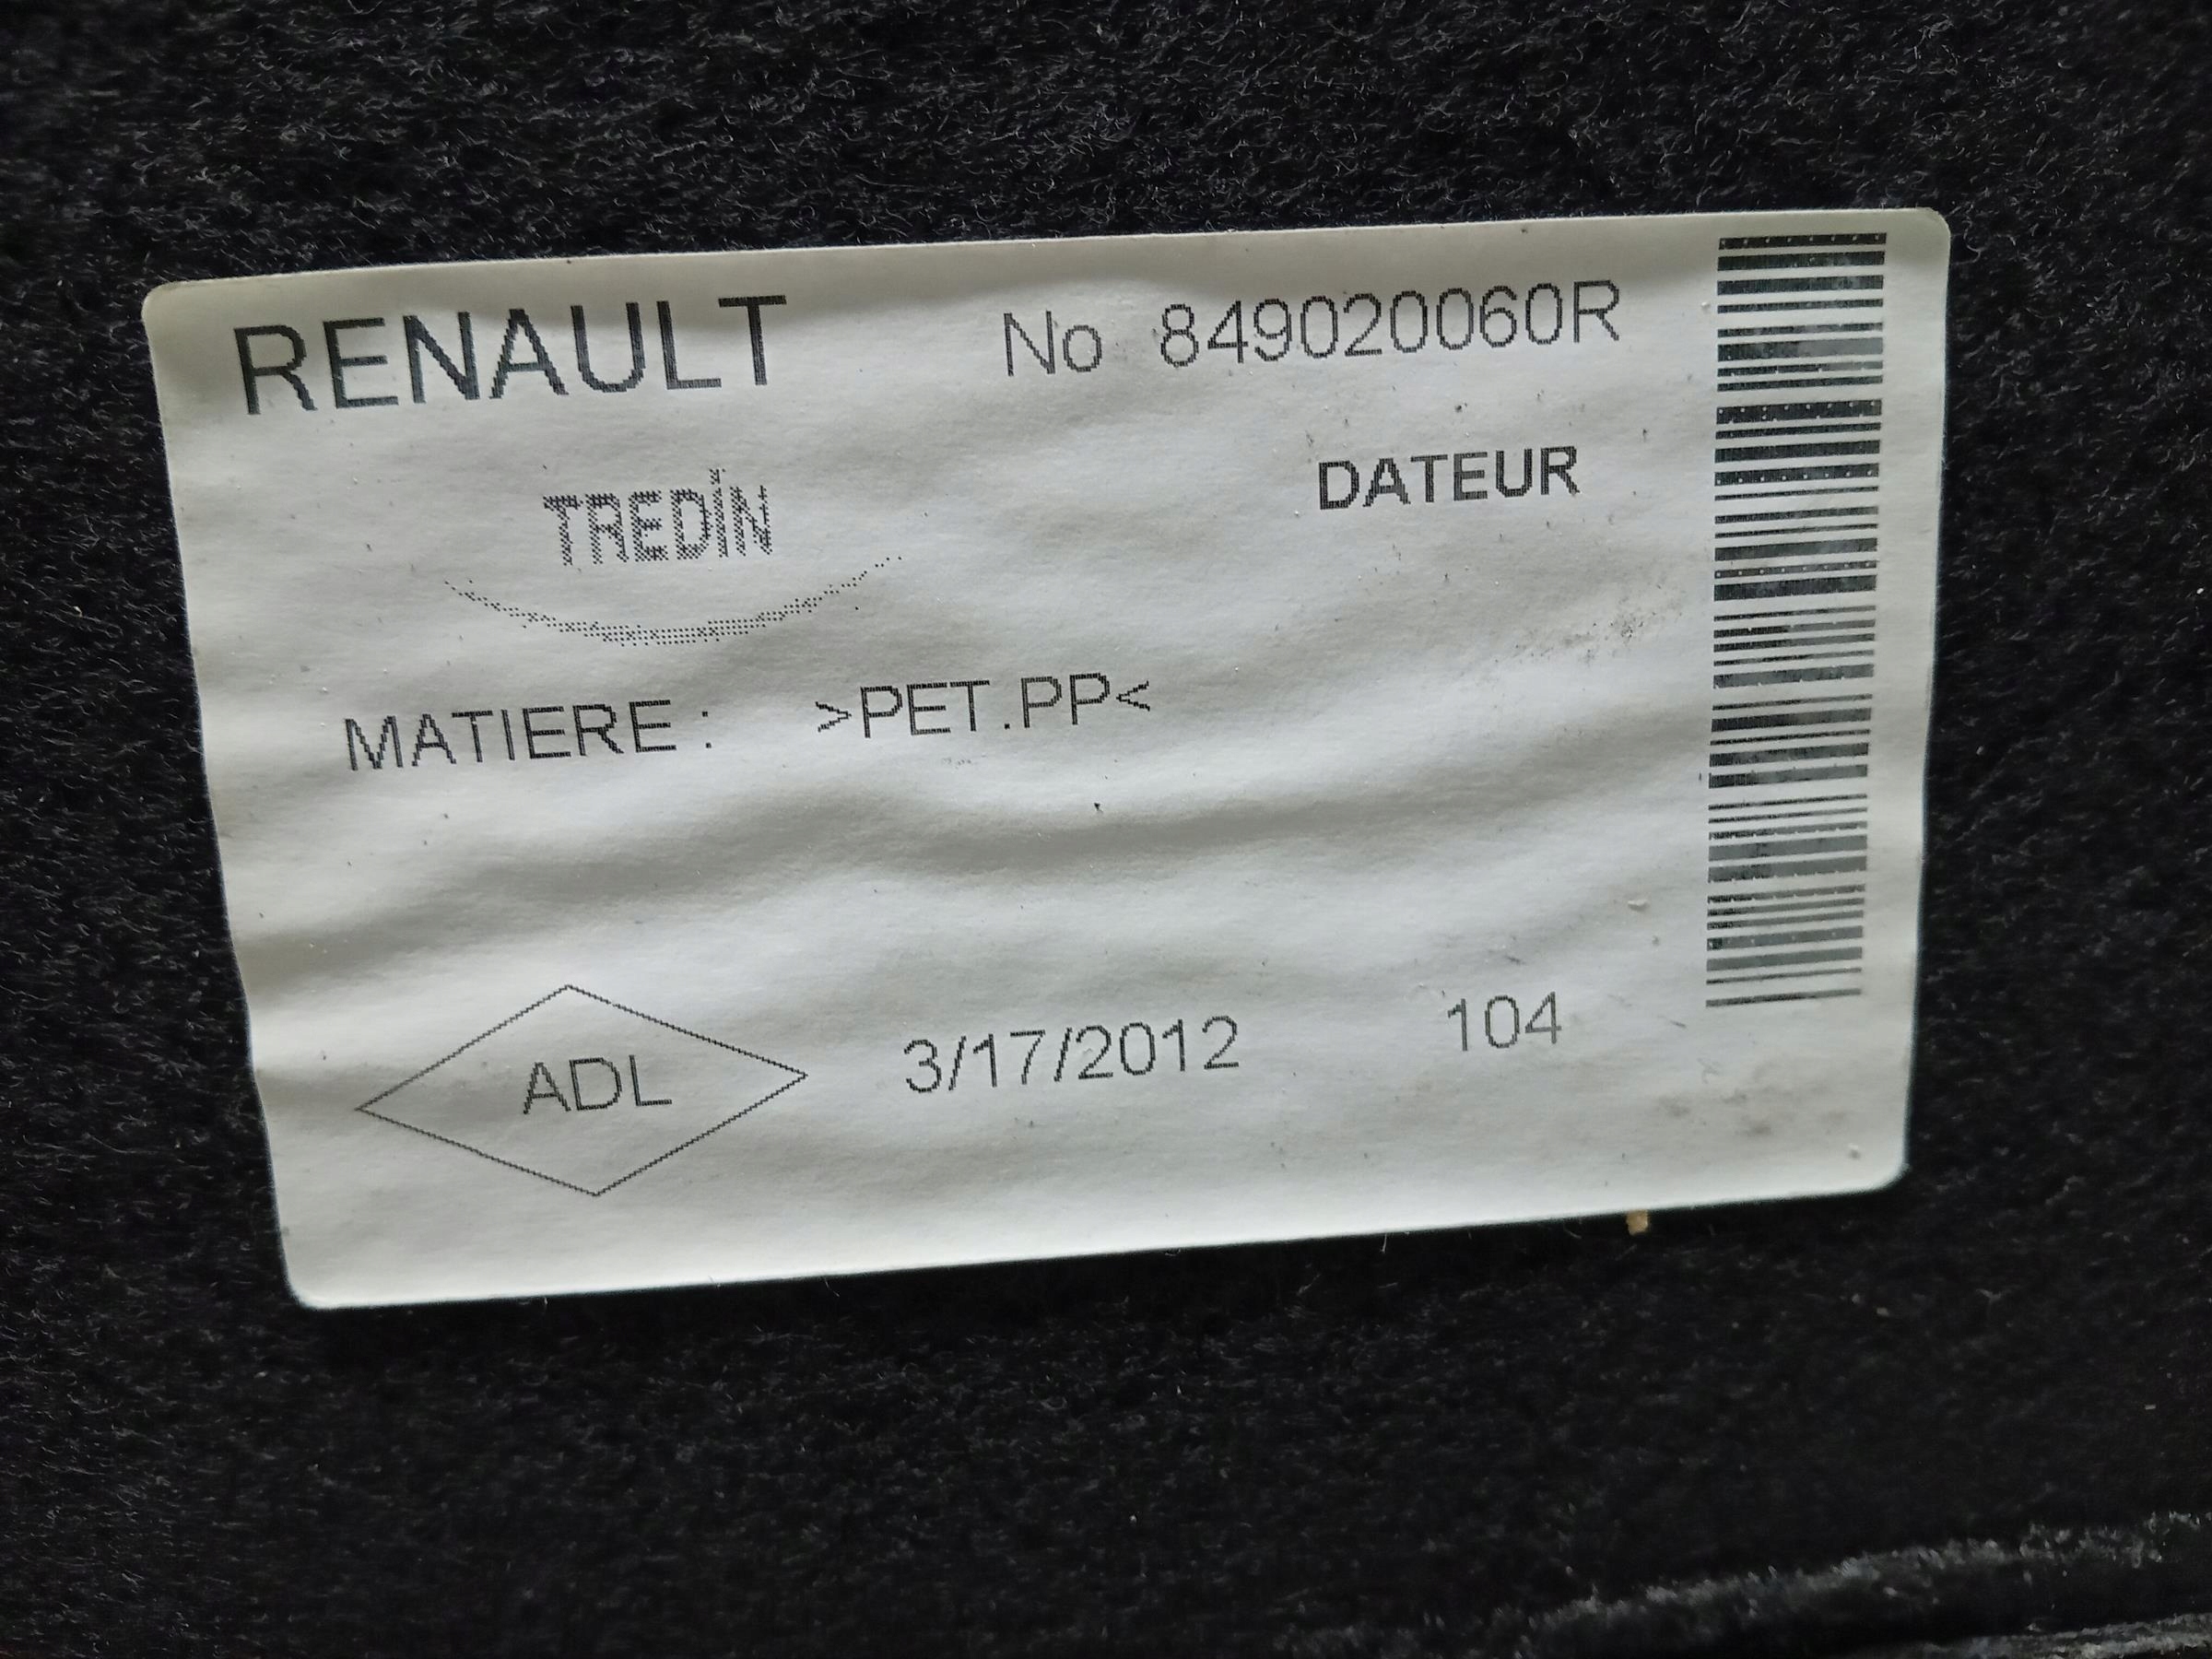 RENAULT No 849020060R
TREDİN DATEUR
MATIERE : >PET.PP<
ADL 3/17/2012 104